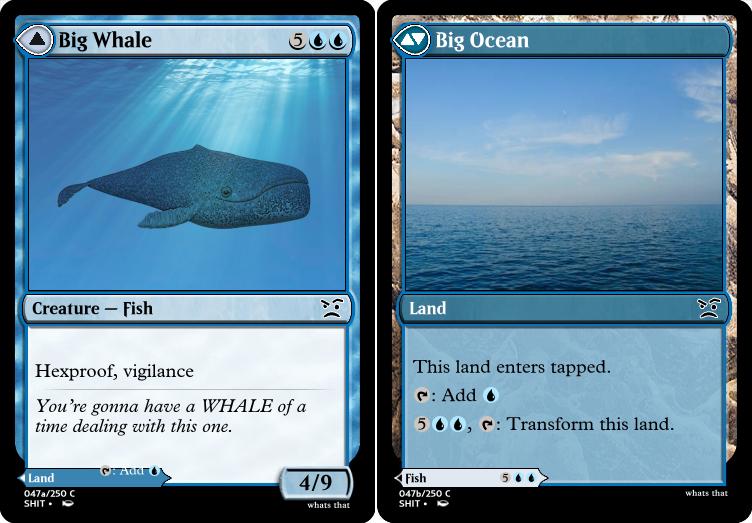 Big Whale 5
Creature — Fish
Hexproof, vigilance
You're gonna have a WHALE of a
time dealing with this one.
Land : Add
4/9
047a/250 C
SHIT •
whats that
Big Ocean
Land
This land enters tapped.
: Add
5 , : Transform this land.
Fish 5
047b/250 C
SHIT •
whats that